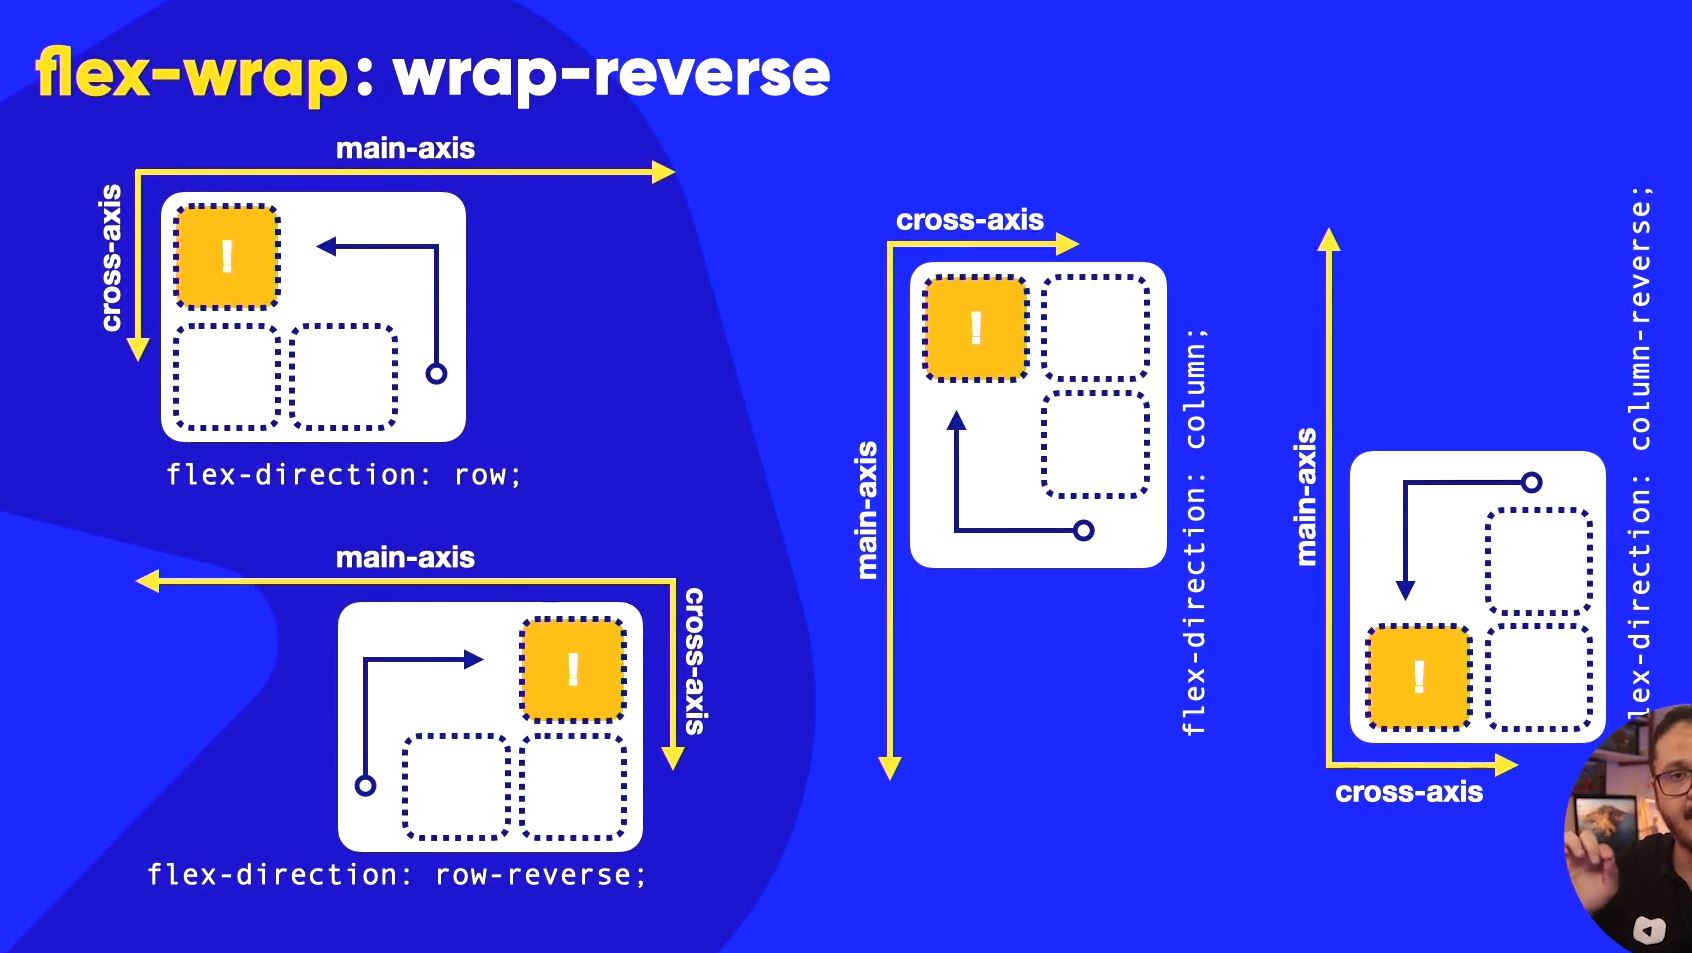 flex-wrap: wrap-reverse
main-axis
cross-axis
!
flex-direction: row;
main-axis
cross-axis
!
flex-direction: row-reverse;
cross-axis
main-axis
!
flex-direction: column;
main-axis
!
cross-axis
flex-direction: column-reverse;